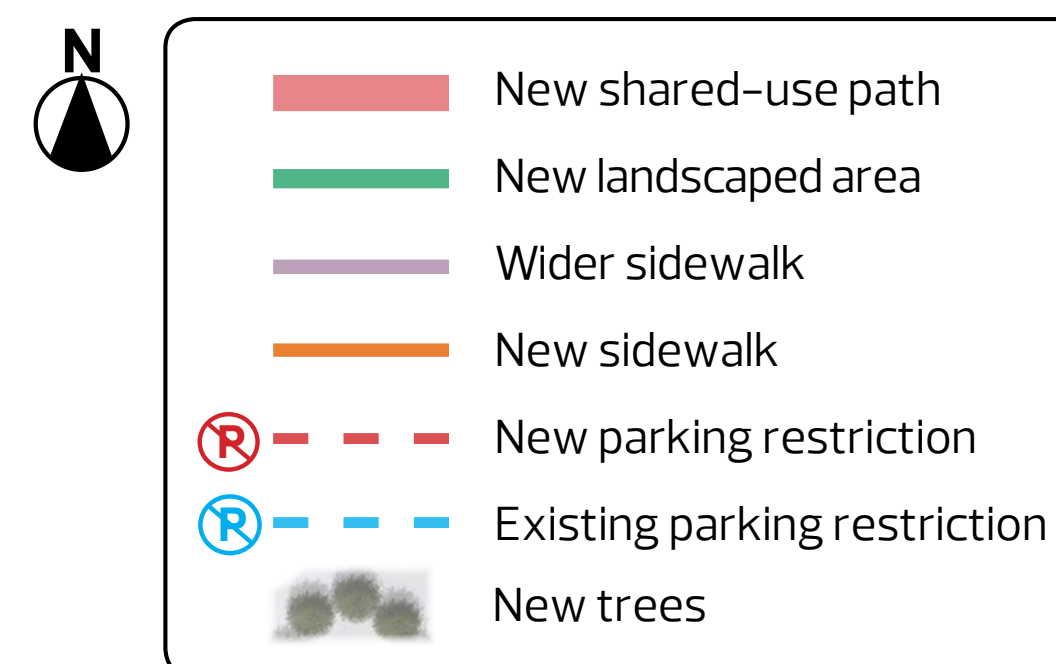 N
New shared-use path
New landscaped area
Wider sidewalk
New sidewalk
P
New parking restriction
P
Existing parking restriction
New trees